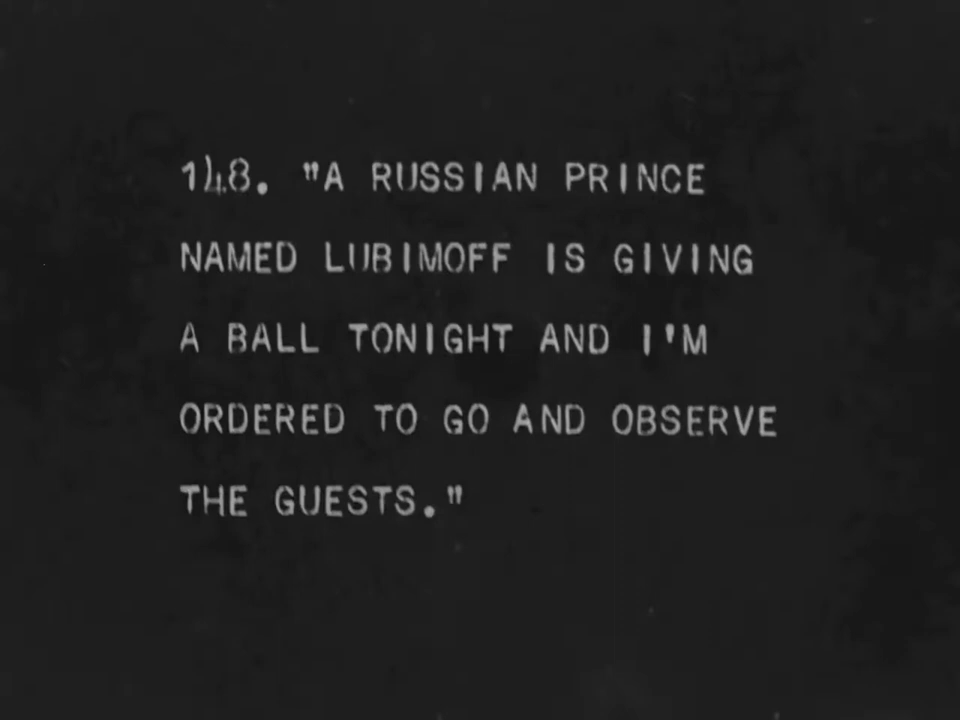 148. "A RUSSIAN PRINCE
NAMED LUBIMOFF IS GIVING
A BALL TONIGHT AND I'M
ORDERED TO GO AND OBSERVE
THE GUESTS."